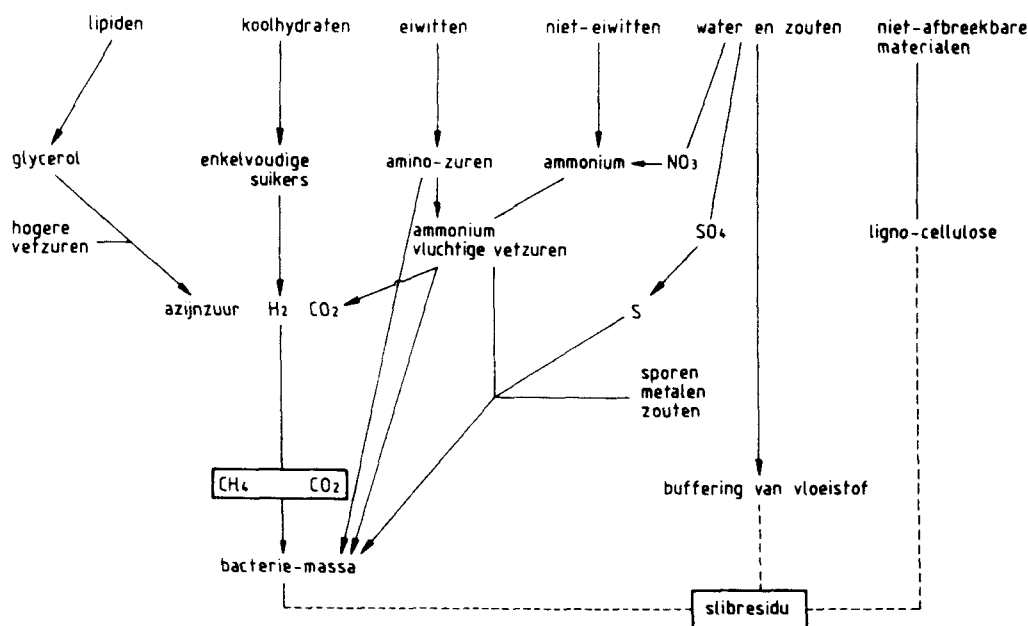 lipiden
koolhydraten
eiwitten
niet-eiwitten
water en zouten
niet-afbreekbare
materialen
glycerol
enkelvoudige
suikers
amino-zuren
ammonium
NO₃
hogere
vetzuren
ammonium
vluchtige vetzuren
SO₄
ligno-cellulose
azijnzuur
H₂
CO₂
S
sporen
metalen
zouten
CH₄
CO₂
buffering van vloeistof
bacterie-massa
slibresidu